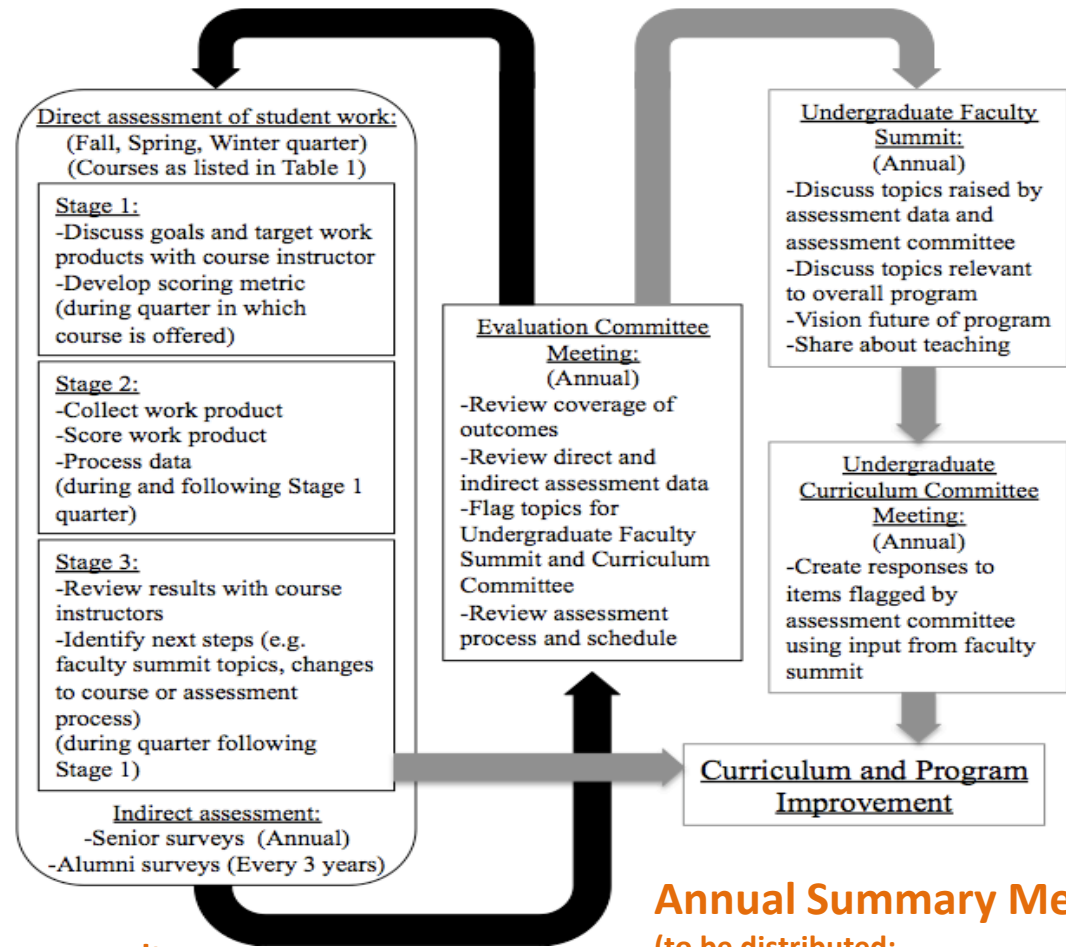 Direct assessment of student work:
(Fall, Spring, Winter quarter)
(Courses as listed in Table 1)
Stage 1:
-Discuss goals and target work
products with course instructor
-Develop scoring metric
(during quarter in which
course is offered)
Stage 2:
-Collect work product
-Score work product
-Process data
(during and following Stage 1
quarter)
Stage 3:
-Review results with course
instructors
-Identify next steps (e.g.
faculty summit topics, changes
to course or assessment
process)
(during quarter following
Stage 1)
Indirect assessment:
-Senior surveys (Annual)
-Alumni surveys (Every 3 years)
Evaluation Committee
Meeting:
(Annual)
-Review coverage of
outcomes
-Review direct and
indirect assessment data
-Flag topics for
Undergraduate Faculty
Summit and Curriculum
Committee
-Review assessment
process and schedule
Undergraduate Faculty
Summit:
(Annual)
-Discuss topics raised by
assessment data and
assessment committee
-Discuss topics relevant
to overall program
-Vision future of program
-Share about teaching
Undergraduate
Curriculum Committee
Meeting:
(Annual)
-Create responses to
items flagged by
assessment committee
using input from faculty
summit
Curriculum and Program
Improvement
Annual Summary Me
(to be distributed: